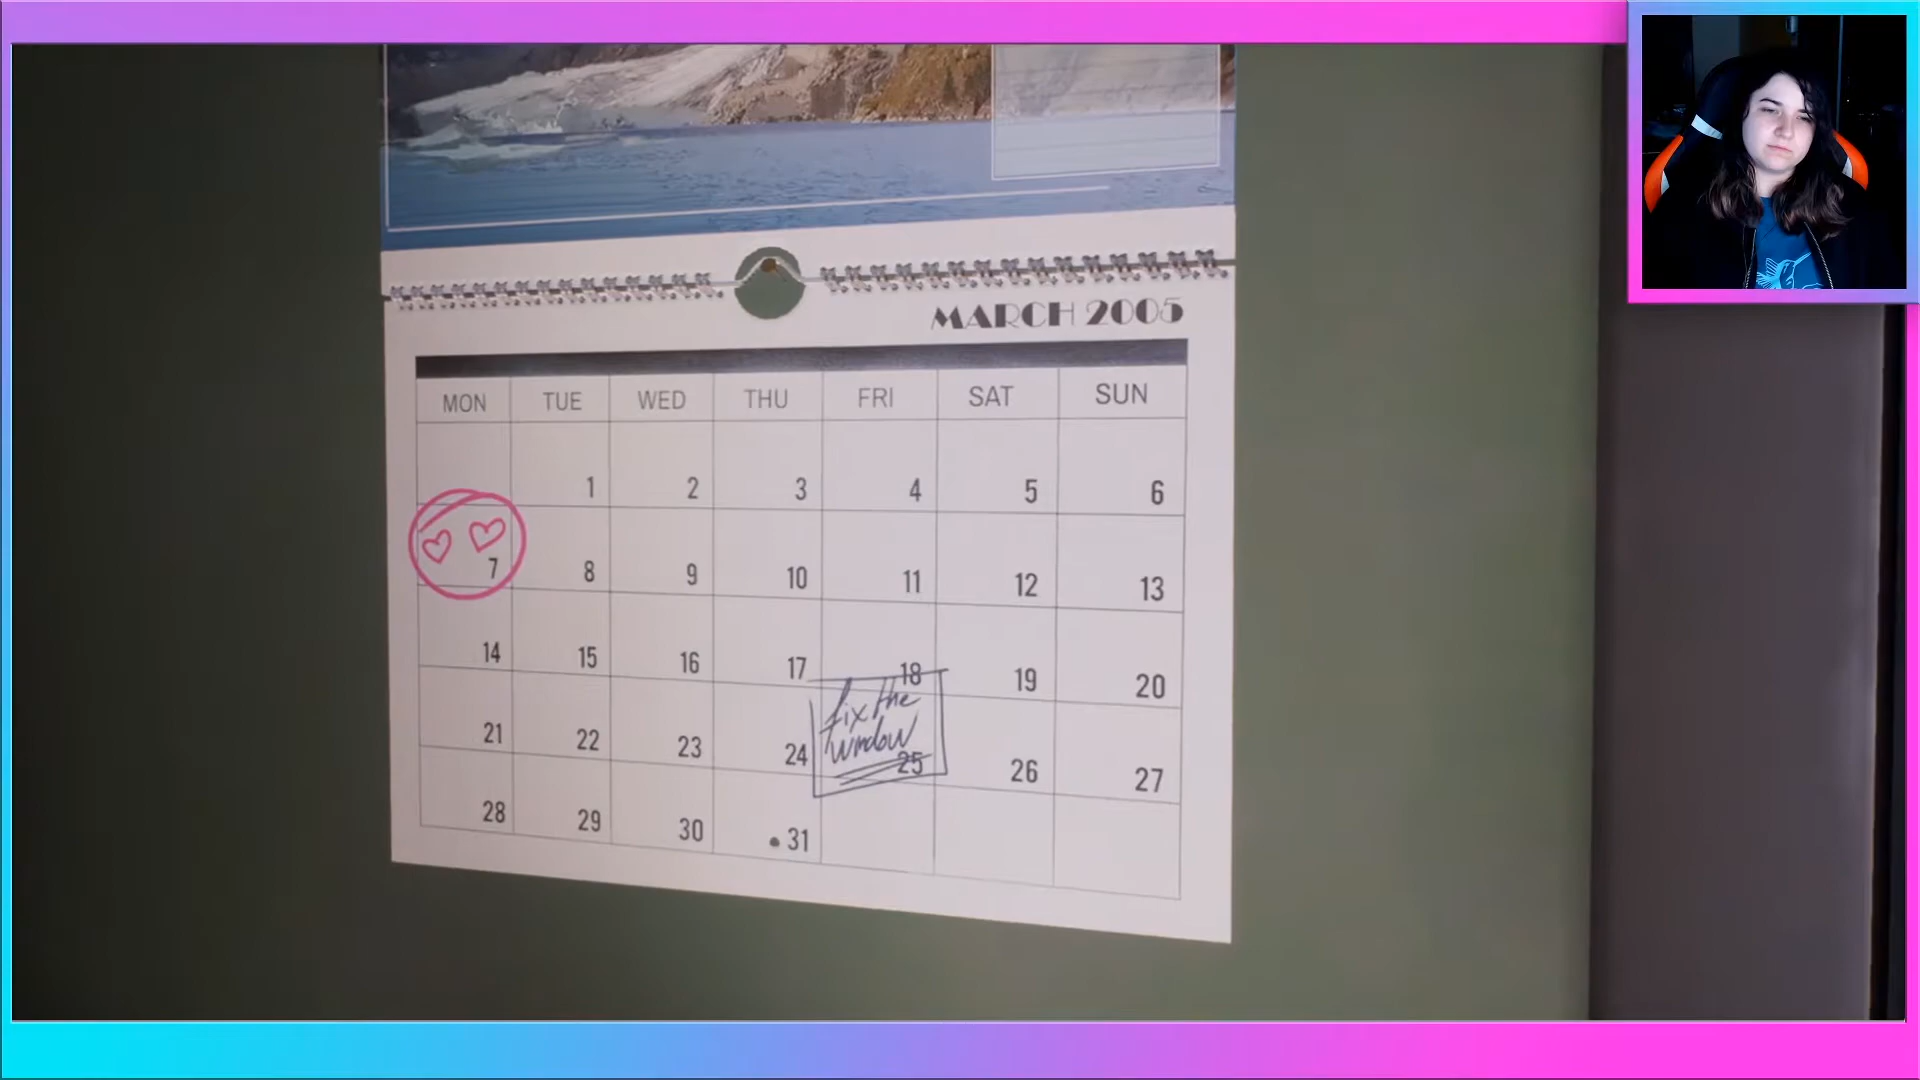 MARCH 2005
MON TUE WED THU FRI SAT SUN
1 2 3 4 5 6
7 8 9 10 11 12 13
14 15 16 17 18 19 20
fix the
window
21 22 23 24 25 26 27
28 29 30 31